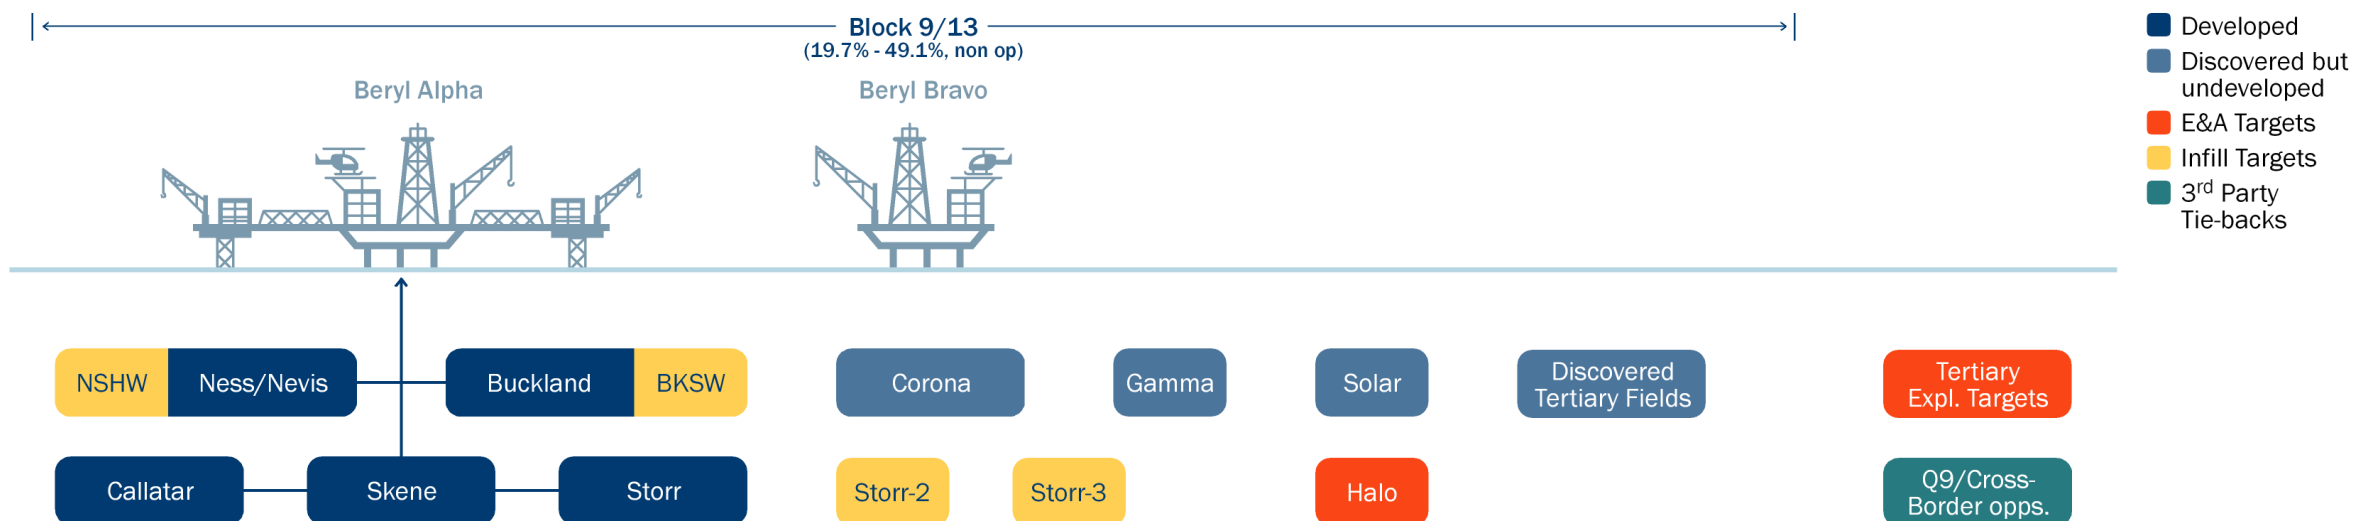 Block 9/13
(19.7% - 49.1%, non op)
Beryl Alpha
Beryl Bravo
Developed
Discovered but
undeveloped
E&A Targets
Infill Targets
3rd Party
Tie-backs
NSHW
Ness/Nevis
Buckland
BKSW
Corona
Gamma
Solar
Discovered
Tertiary Fields
Tertiary
Expl. Targets
Callatar
Skene
Storr
Storr-2
Storr-3
Halo
Q9/Cross-
Border opps.